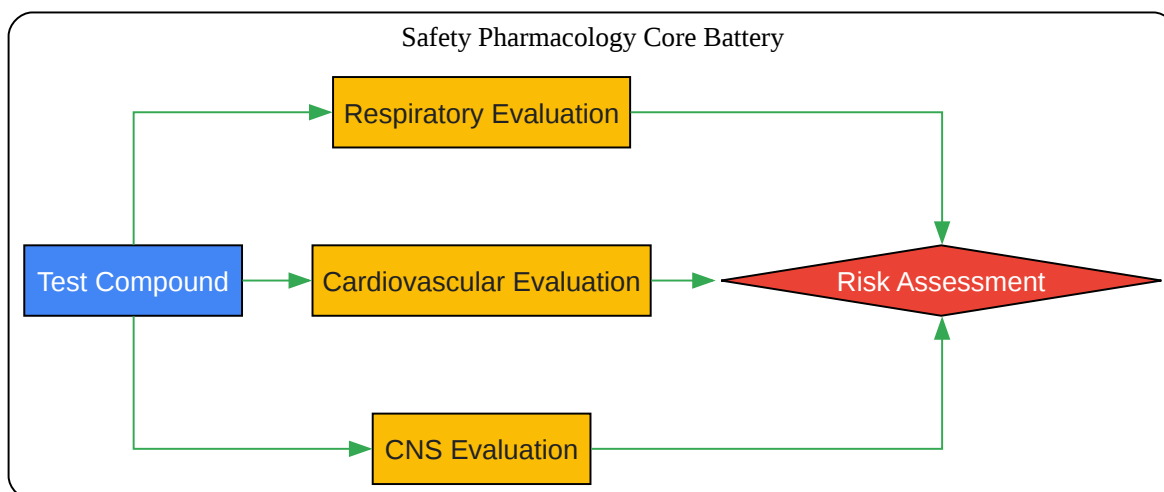 Safety Pharmacology Core Battery
Respiratory Evaluation
Test Compound
Cardiovascular Evaluation
Risk Assessment
CNS Evaluation